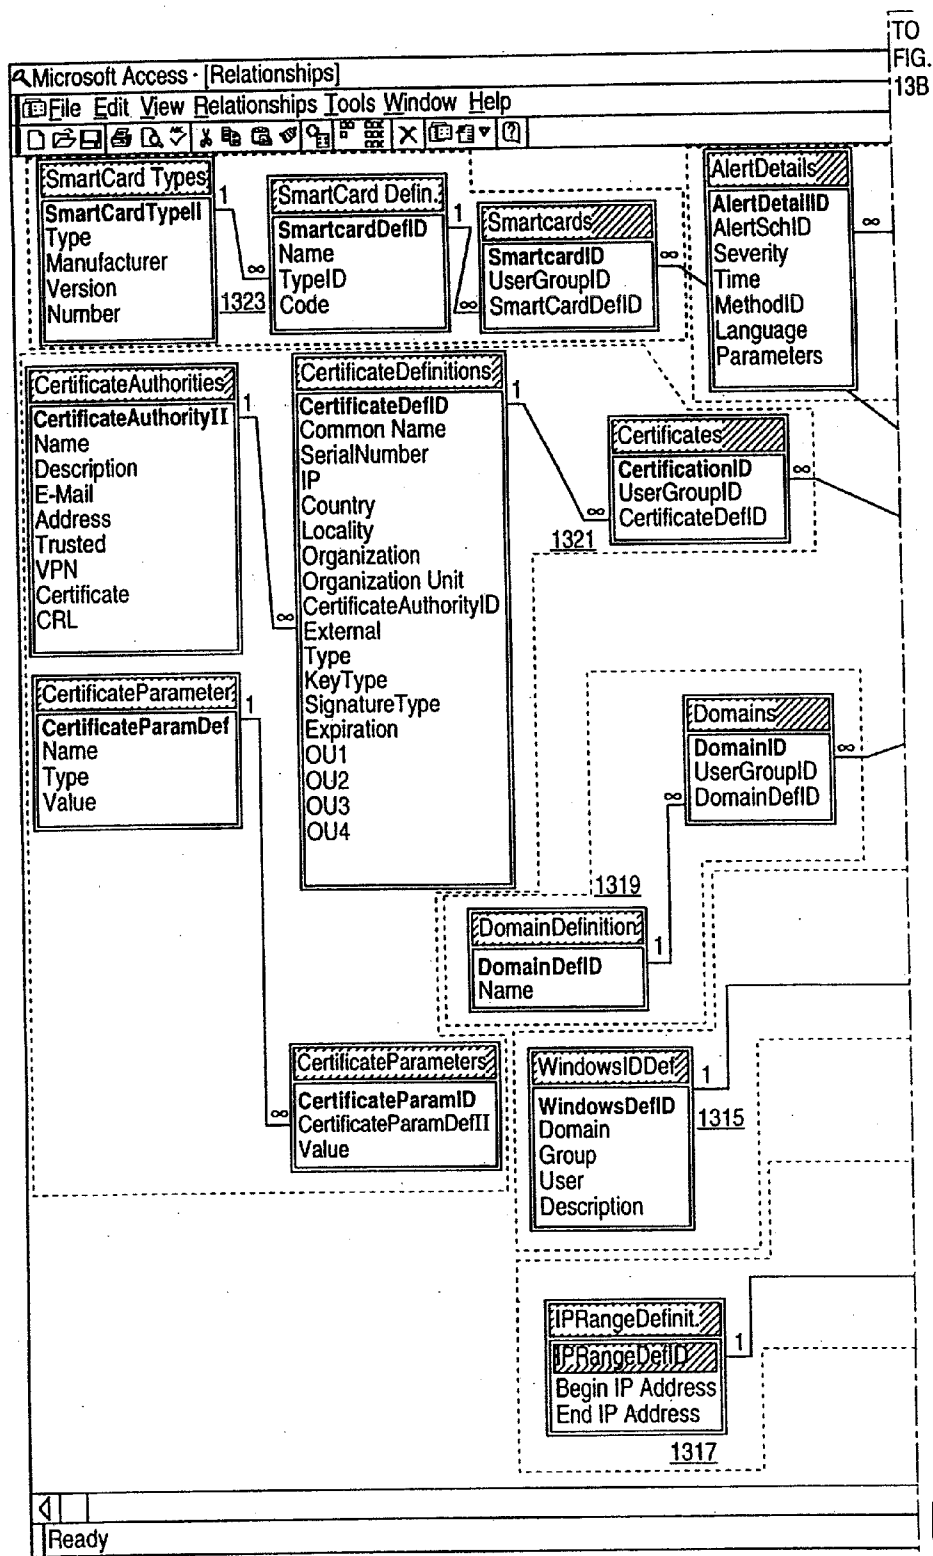 TO
FIG.
13B
Microsoft Access - [Relationships]
File Edit View Relationships Tools Window Help
SmartCard Types
SmartCardTypeII
Type
Manufacturer
Version
Number
1
∞
1323
SmartCard Defin.
SmartcardDefID
Name
TypeID
Code
1
∞
Smartcards
SmartcardID
UserGroupID
SmartCardDefID
∞
AlertDetails
AlertDetailID
AlertSchID
Severity
Time
MethodID
Language
Parameters
∞
CertificateAuthorities
CertificateAuthorityII
Name
Description
E-Mail
Address
Trusted
VPN
Certificate
CRL
1
∞
CertificateDefinitions
CertificateDefID
Common Name
SerialNumber
IP
Country
Locality
Organization
Organization Unit
CertificateAuthorityID
External
Type
KeyType
SignatureType
Expiration
OU1
OU2
OU3
OU4
1
∞
1321
Certificates
CertificationID
UserGroupID
CertificateDefID
∞
CertificateParameter
CertificateParamDef
Name
Type
Value
1
∞
Domains
DomainID
UserGroupID
DomainDefID
∞
∞
1319
DomainDefinition
DomainDefID
Name
1
CertificateParameters
CertificateParamID
CertificateParamDefII
Value
WindowsIDDef
WindowsDefID
Domain
Group
User
Description
1
1315
IPRangeDefinit.
IPRangeDefID
Begin IP Address
End IP Address
1
1317
Ready